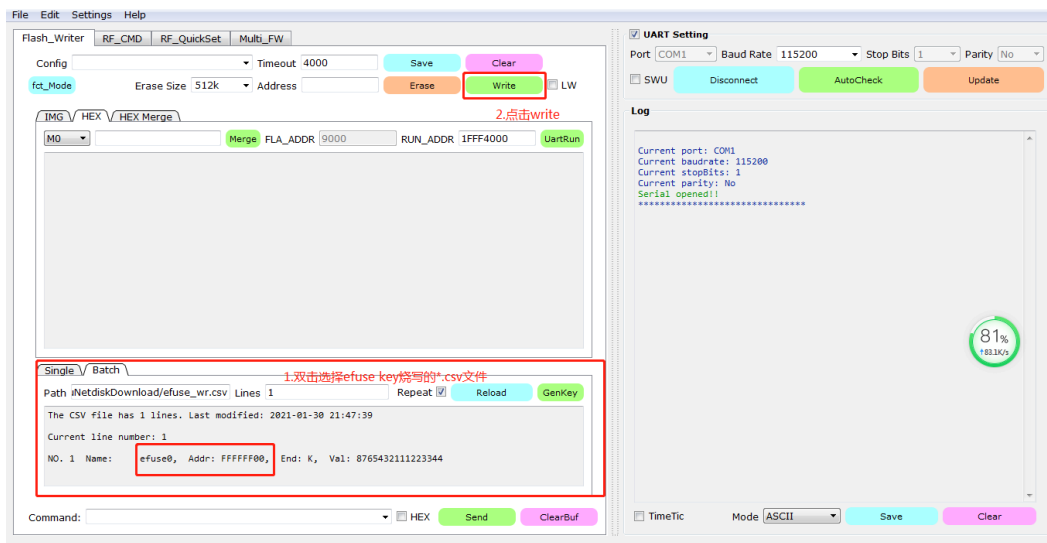 File Edit Settings Help
Flash_Writer RF_CMD RF_QuickSet Multi_FW
Config Timeout 4000 Save Clear
fct_Mode Erase Size 512k Address Erase Write LW
2.点击write
IMG HEX HEX Merge
M0 Merge FLA_ADDR 9000 RUN_ADDR 1FFF4000 UartRun
Single Batch
1.双击选择efuse key烧写的*.csv文件
Path NetdiskDownload/efuse_wr.csv Lines 1 Repeat Reload GenKey
The CSV file has 1 lines. Last modified: 2021-01-30 21:47:39
Current line number: 1
NO. 1 Name: efuse0, Addr: FFFFFF00, End: K, Val: 8765432111223344
Command: HEX Send ClearBuf
UART Setting
Port COM1 Baud Rate 115200 Stop Bits 1 Parity No
SWU Disconnect AutoCheck Update
Log
Current port: COM1
Current baudrate: 115200
Current stopBits: 1
Current parity: No
Serial opened!!
*******************************
81%
↑83.1K/s
TimeTic Mode ASCII Save Clear